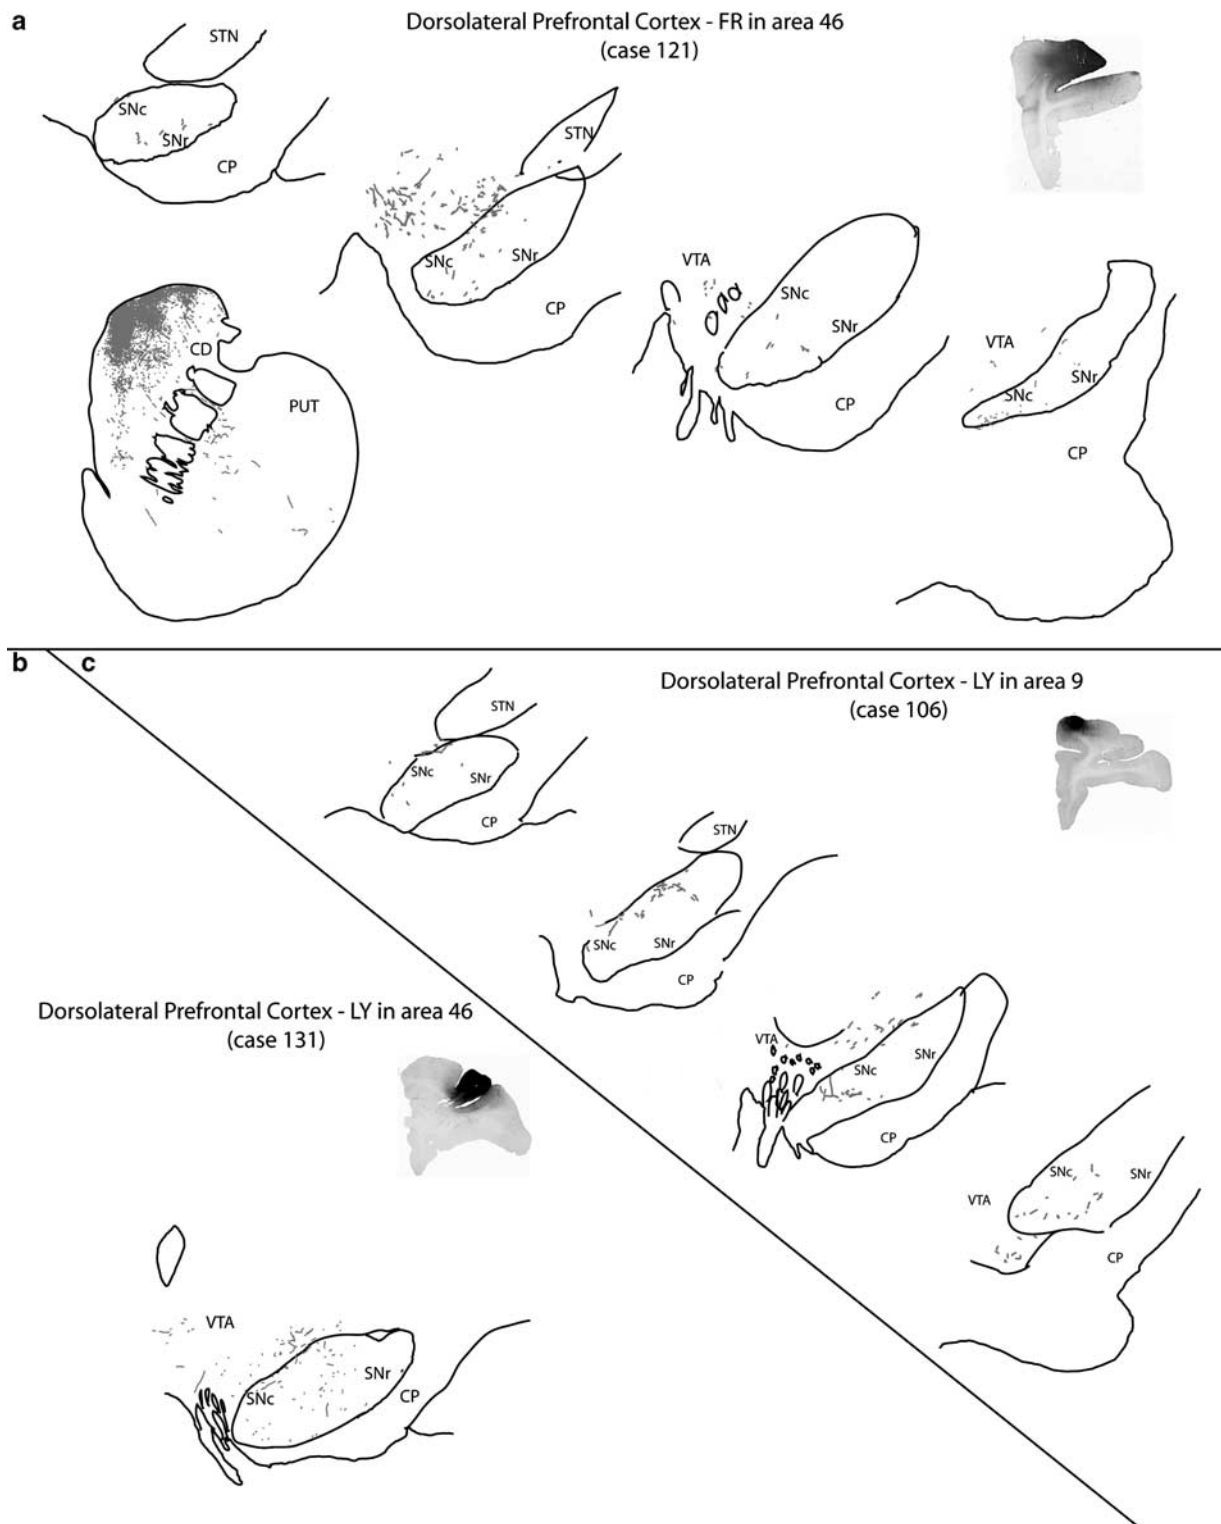 a
Dorsolateral Prefrontal Cortex - FR in area 46
(case 121)
STN
SNc
SNr
CP
STN
SNc
SNr
CP
CD
PUT
VTA
SNc
SNr
CP
VTA
SNc
SNr
CP
b
c
Dorsolateral Prefrontal Cortex - LY in area 9
(case 106)
STN
SNc
SNr
CP
STN
SNc
SNr
CP
VTA
SNc
SNr
CP
VTA
SNc
SNr
CP
Dorsolateral Prefrontal Cortex - LY in area 46
(case 131)
VTA
SNc
SNr
CP